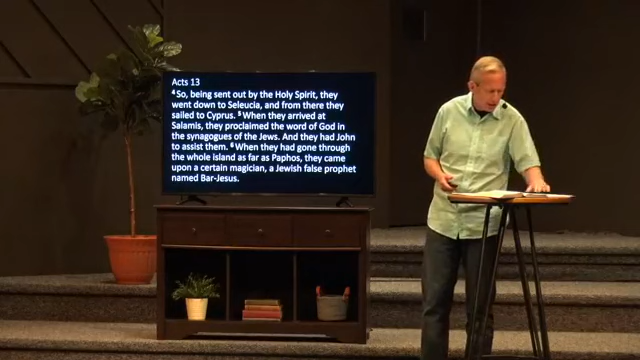 Acts 13
⁴ So, being sent out by the Holy Spirit, they
went down to Seleucia, and from there they
sailed to Cyprus. ⁵ When they arrived at
Salamis, they proclaimed the word of God in
the synagogues of the Jews. And they had John
to assist them. ⁶ When they had gone through
the whole island as far as Paphos, they came
upon a certain magician, a Jewish false prophet
named Bar-Jesus.